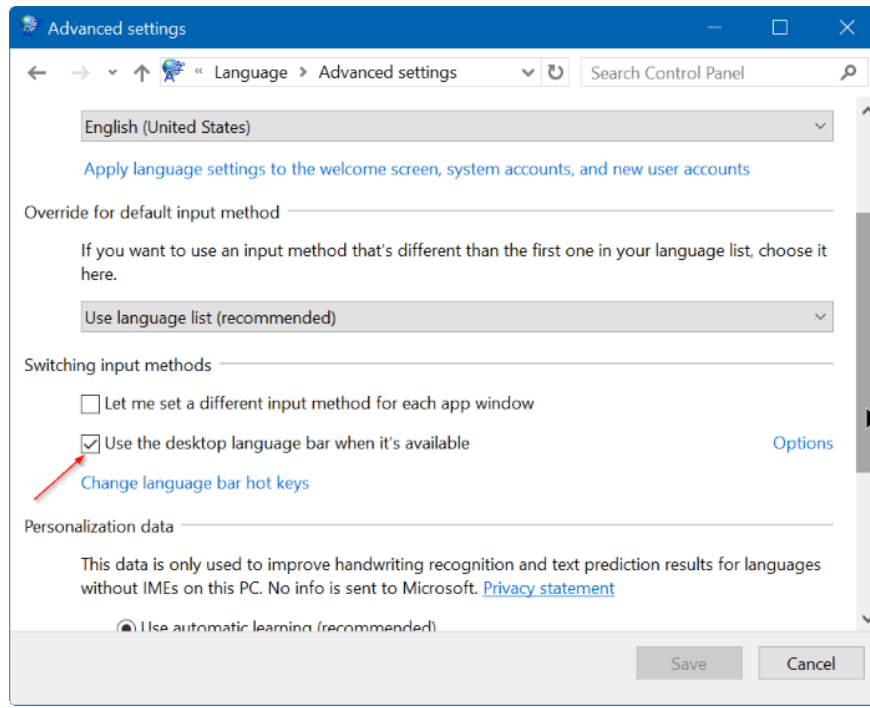 Advanced settings
« Language > Advanced settings
Search Control Panel
English (United States)
Apply language settings to the welcome screen, system accounts, and new user accounts
Override for default input method
If you want to use an input method that's different than the first one in your language list, choose it
here.
Use language list (recommended)
Switching input methods
Let me set a different input method for each app window
Use the desktop language bar when it's available
Options
Change language bar hot keys
Personalization data
This data is only used to improve handwriting recognition and text prediction results for languages
without IMEs on this PC. No info is sent to Microsoft. Privacy statement
Use automatic learning (recommended)
Save
Cancel